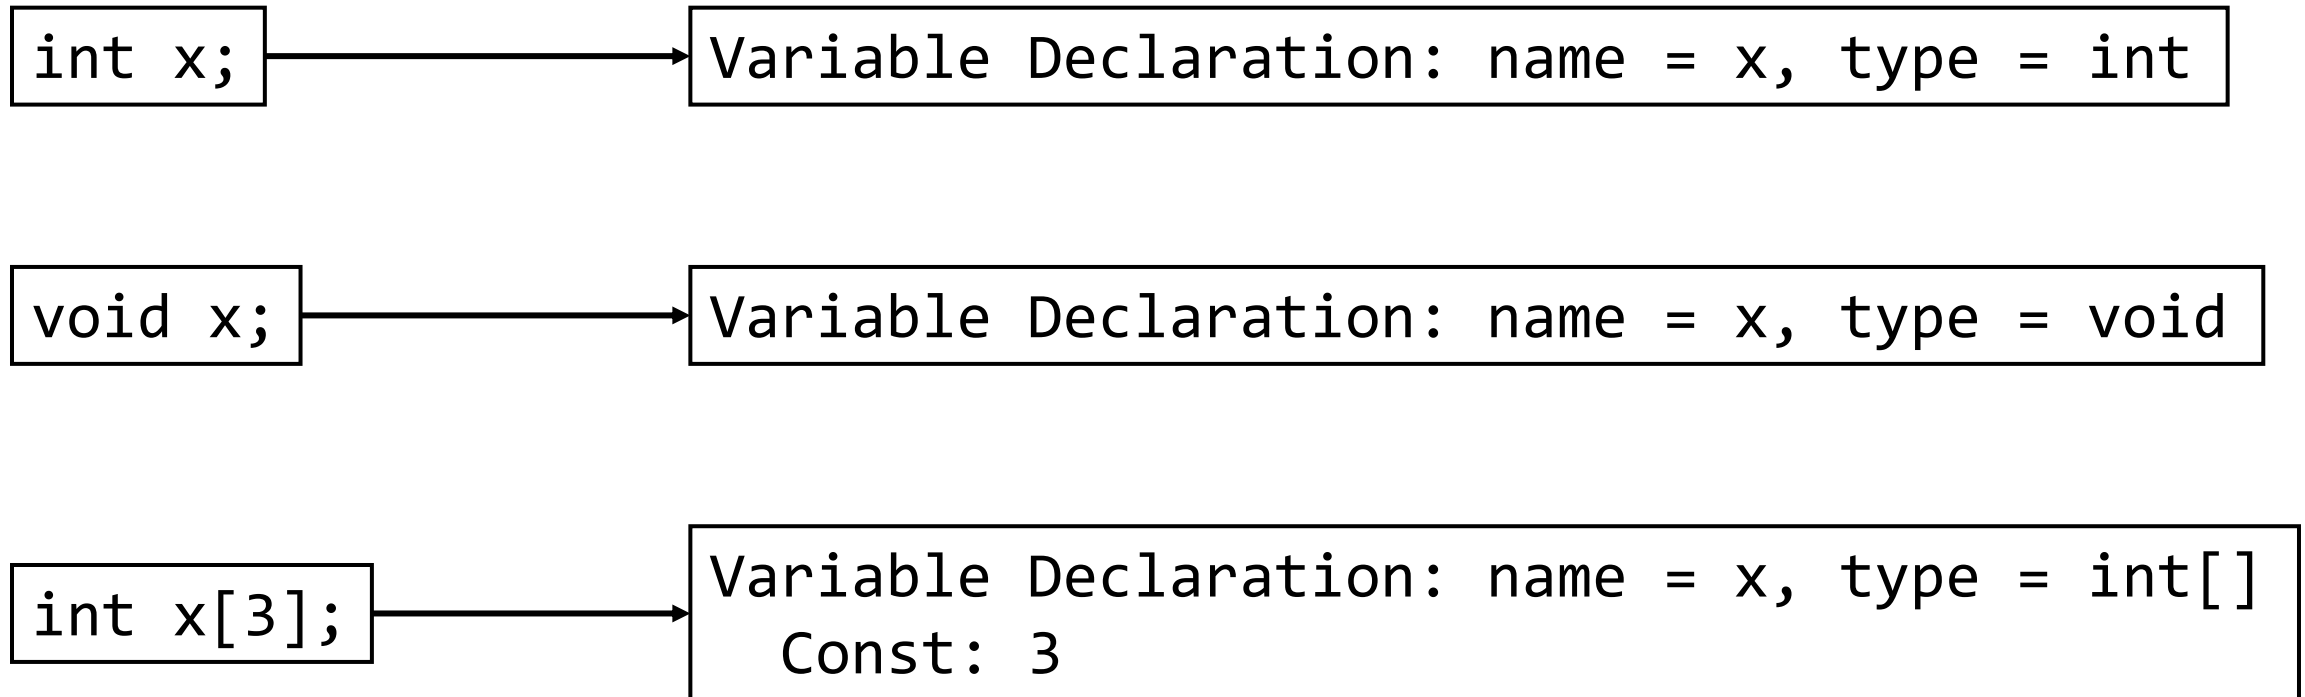 int x;
Variable Declaration: name = x, type = int
void x;
Variable Declaration: name = x, type = void
int x[3];
Variable Declaration: name = x, type = int[]
  Const: 3